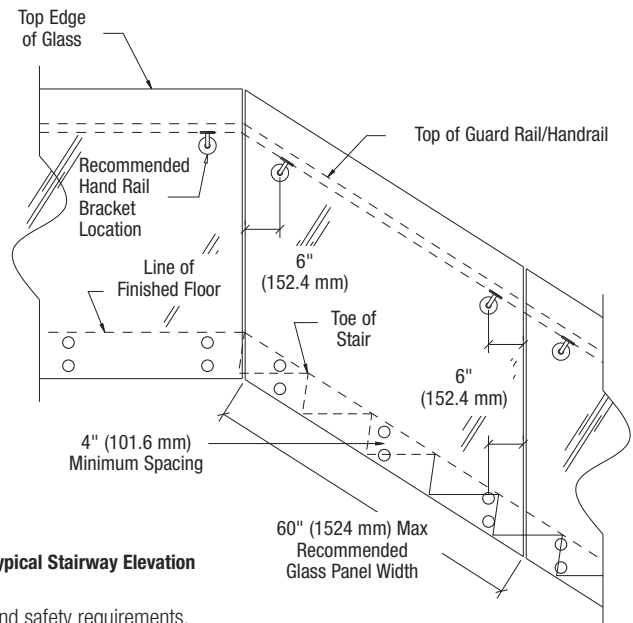 Top Edge
of Glass
Top of Guard Rail/Handrail
Recommended
Hand Rail
Bracket
Location
6"
(152.4 mm)
Line of
Finished Floor
Toe of
Stair
6"
(152.4 mm)
4" (101.6 mm)
Minimum Spacing
60" (1524 mm) Max
Recommended
Glass Panel Width
ypical Stairway Elevation
nd safety requirements.